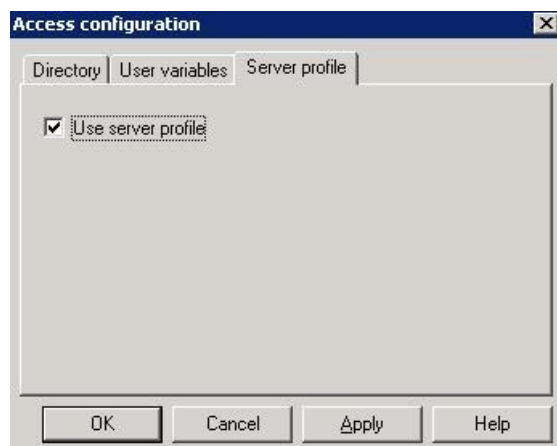 Access configuration
Directory
User variables
Server profile
Use server profile
OK
Cancel
Apply
Help